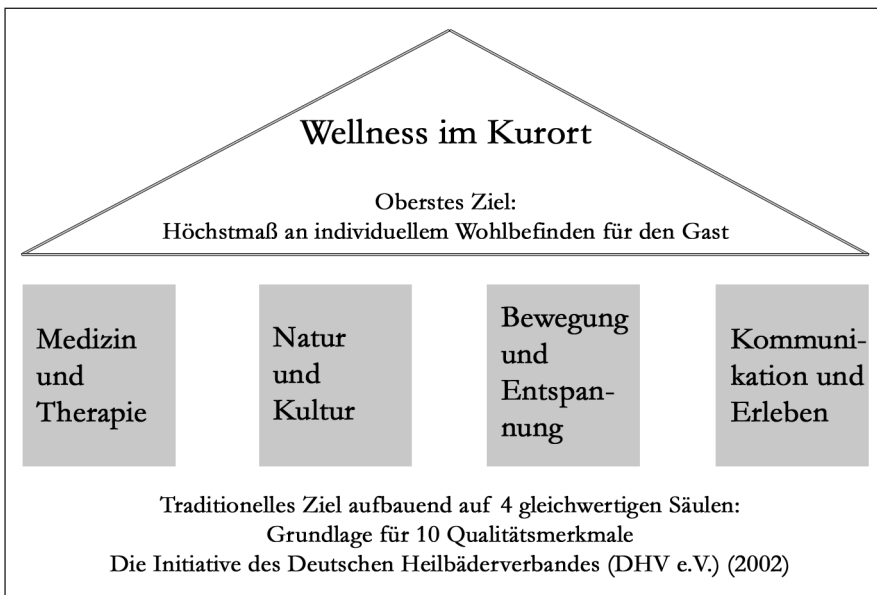 Wellness im Kurort
Oberstes Ziel:
Höchstmaß an individuellem Wohlbefinden für den Gast
Medizin
und
Therapie
Natur
und
Kultur
Bewegung
und
Entspan-
nung
Kommuni-
kation und
Erleben
Traditionelles Ziel aufbauend auf 4 gleichwertigen Säulen:
Grundlage für 10 Qualitätsmerkmale
Die Initiative des Deutschen Heilbäderverbandes (DHV e.V.) (2002)